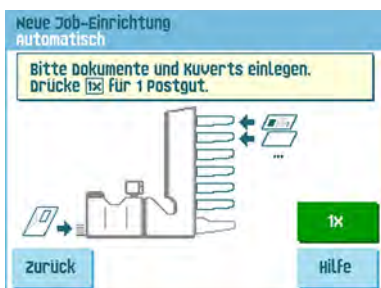 Neue Job-Einrichtung
Automatisch
Bitte Dokumente und Kuverts einlegen.
Drücke 1x für 1 Postgut.
...
1x
zurück
Hilfe